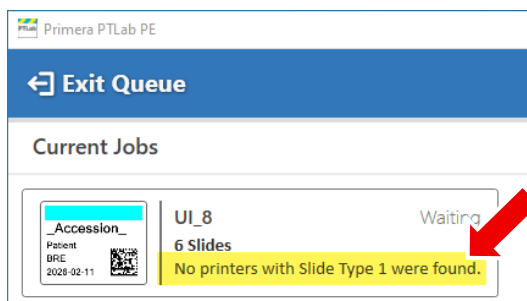 Primera PTLab PE
Exit Queue
Current Jobs
_Accession_
Patient
BRE
2026-02-11
UI_8
Waiting
6 Slides
No printers with Slide Type 1 were found.